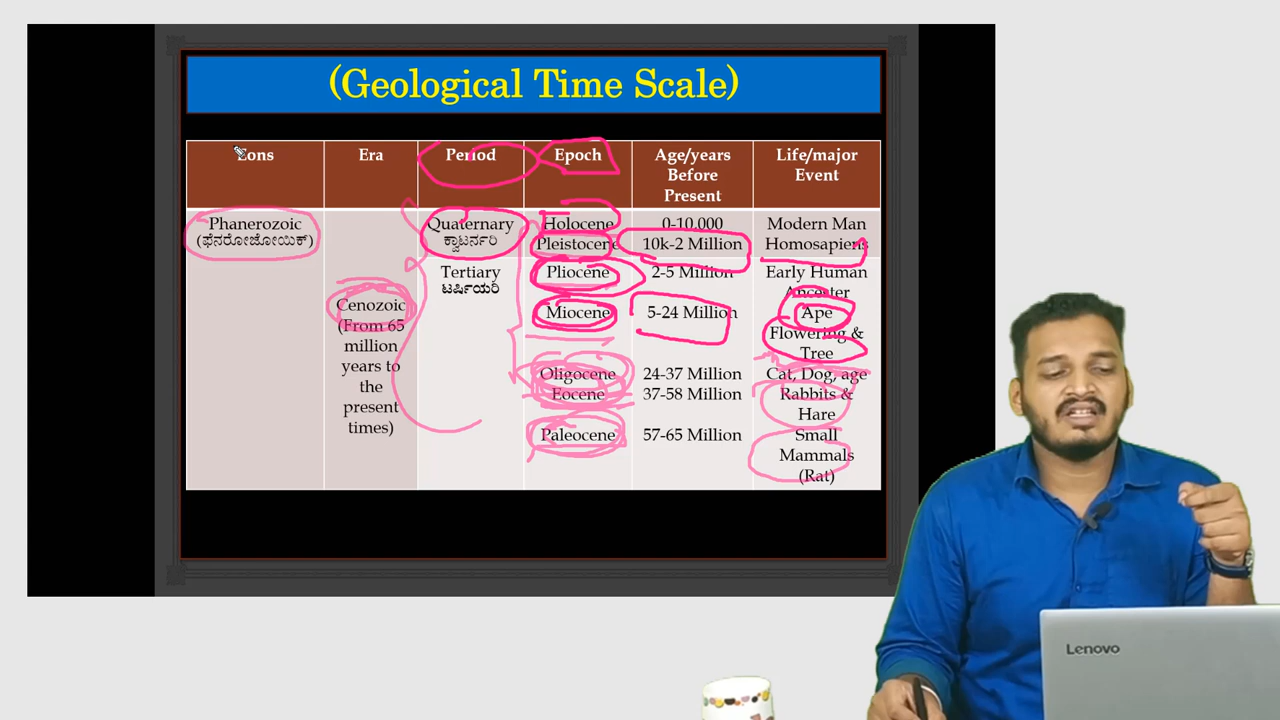 (Geological Time Scale)
Eons Era Period Epoch Age/years Before Present Life/major Event
Phanerozoic
(ಫೆನರೋಜೋಯಿಕ್)
Cenozoic
(From 65
million
years to
the
present
times)
Quaternary
ಕ್ವಾರ್ಟರ್ನರಿ
Tertiary
ಟರ್ಷಿಯರಿ
Holocene 0-10,000 Modern Man
Pleistocene 10k-2 Million Homosapiens
Pliocene 2-5 Million Early Human
Ancester
Miocene 5-24 Million Ape
Flowering &
Tree
Oligocene 24-37 Million Cat, Dog, age
Eocene 37-58 Million Rabbits &
Hare
Paleocene 57-65 Million Small
Mammals
(Rat)
Lenovo